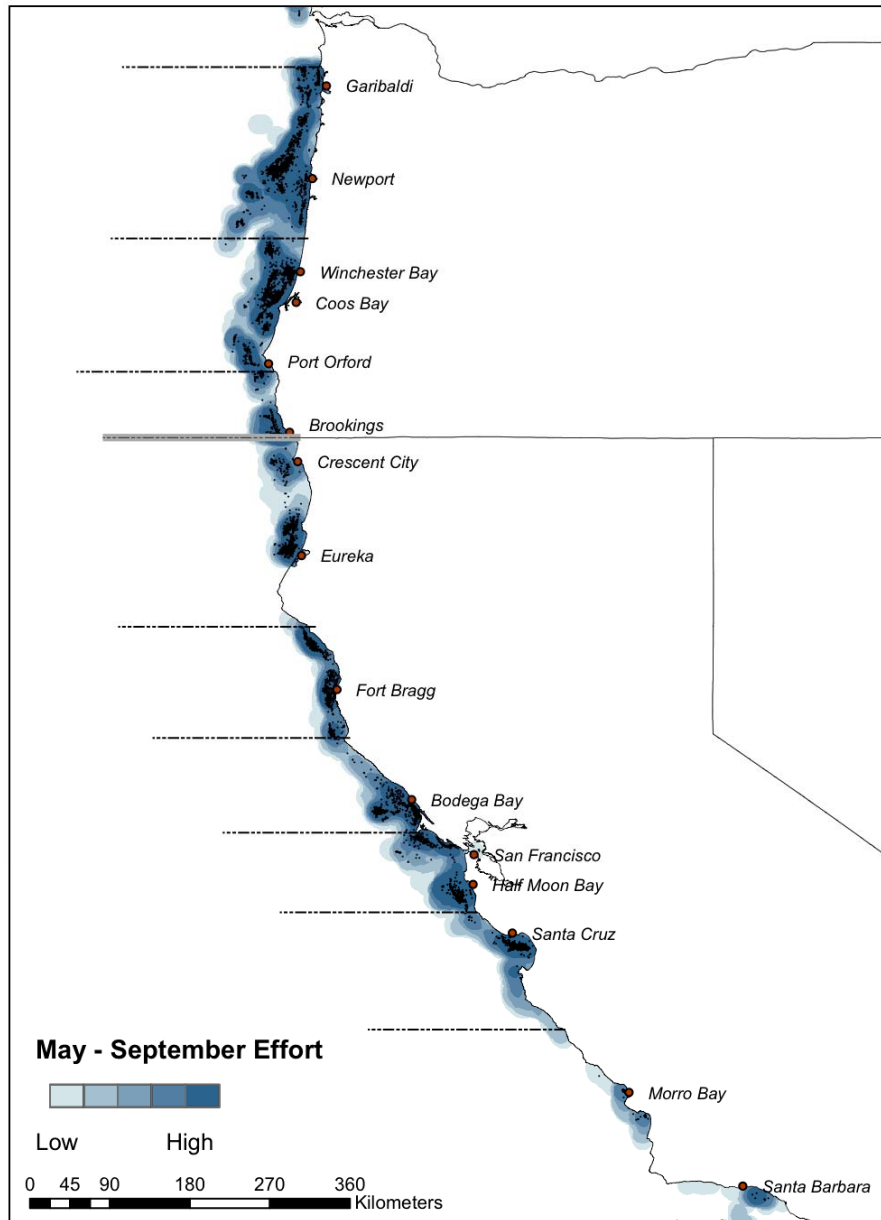 Garibaldi
Newport
Winchester Bay
Coos Bay
Port Orford
Brookings
Crescent City
Eureka
Fort Bragg
Bodega Bay
San Francisco
Half Moon Bay
Santa Cruz
May - September Effort
Morro Bay
Low High
Santa Barbara
0 45 90 180 270 360
Kilometers